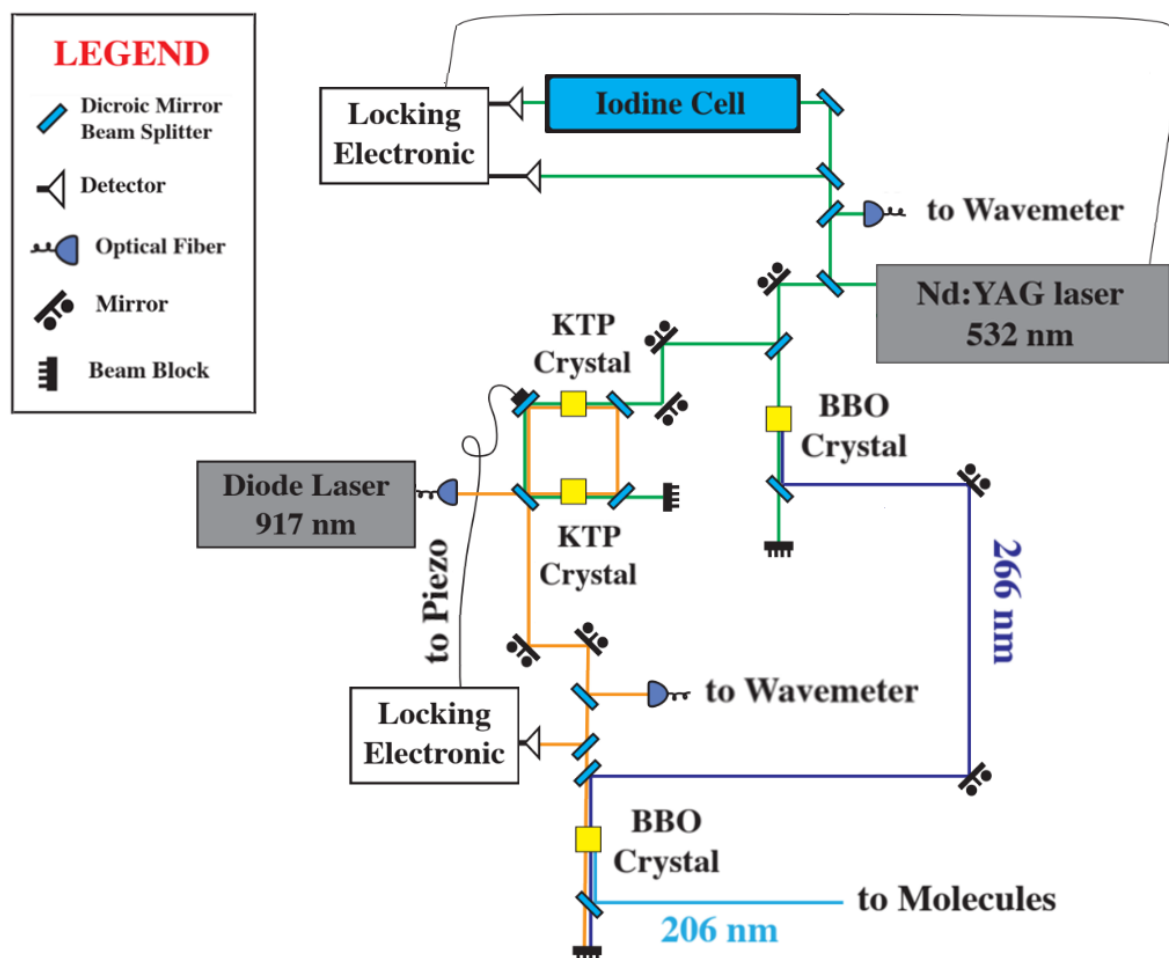 LEGEND
Dicroic Mirror
Beam Splitter
Detector
Optical Fiber
Mirror
Beam Block
Locking
Electronic
Iodine Cell
to Wavemeter
Nd:YAG laser
532 nm
KTP
Crystal
BBO
Crystal
Diode Laser
917 nm
KTP
Crystal
to Piezo
266 nm
to Wavemeter
Locking
Electronic
BBO
Crystal
to Molecules
206 nm